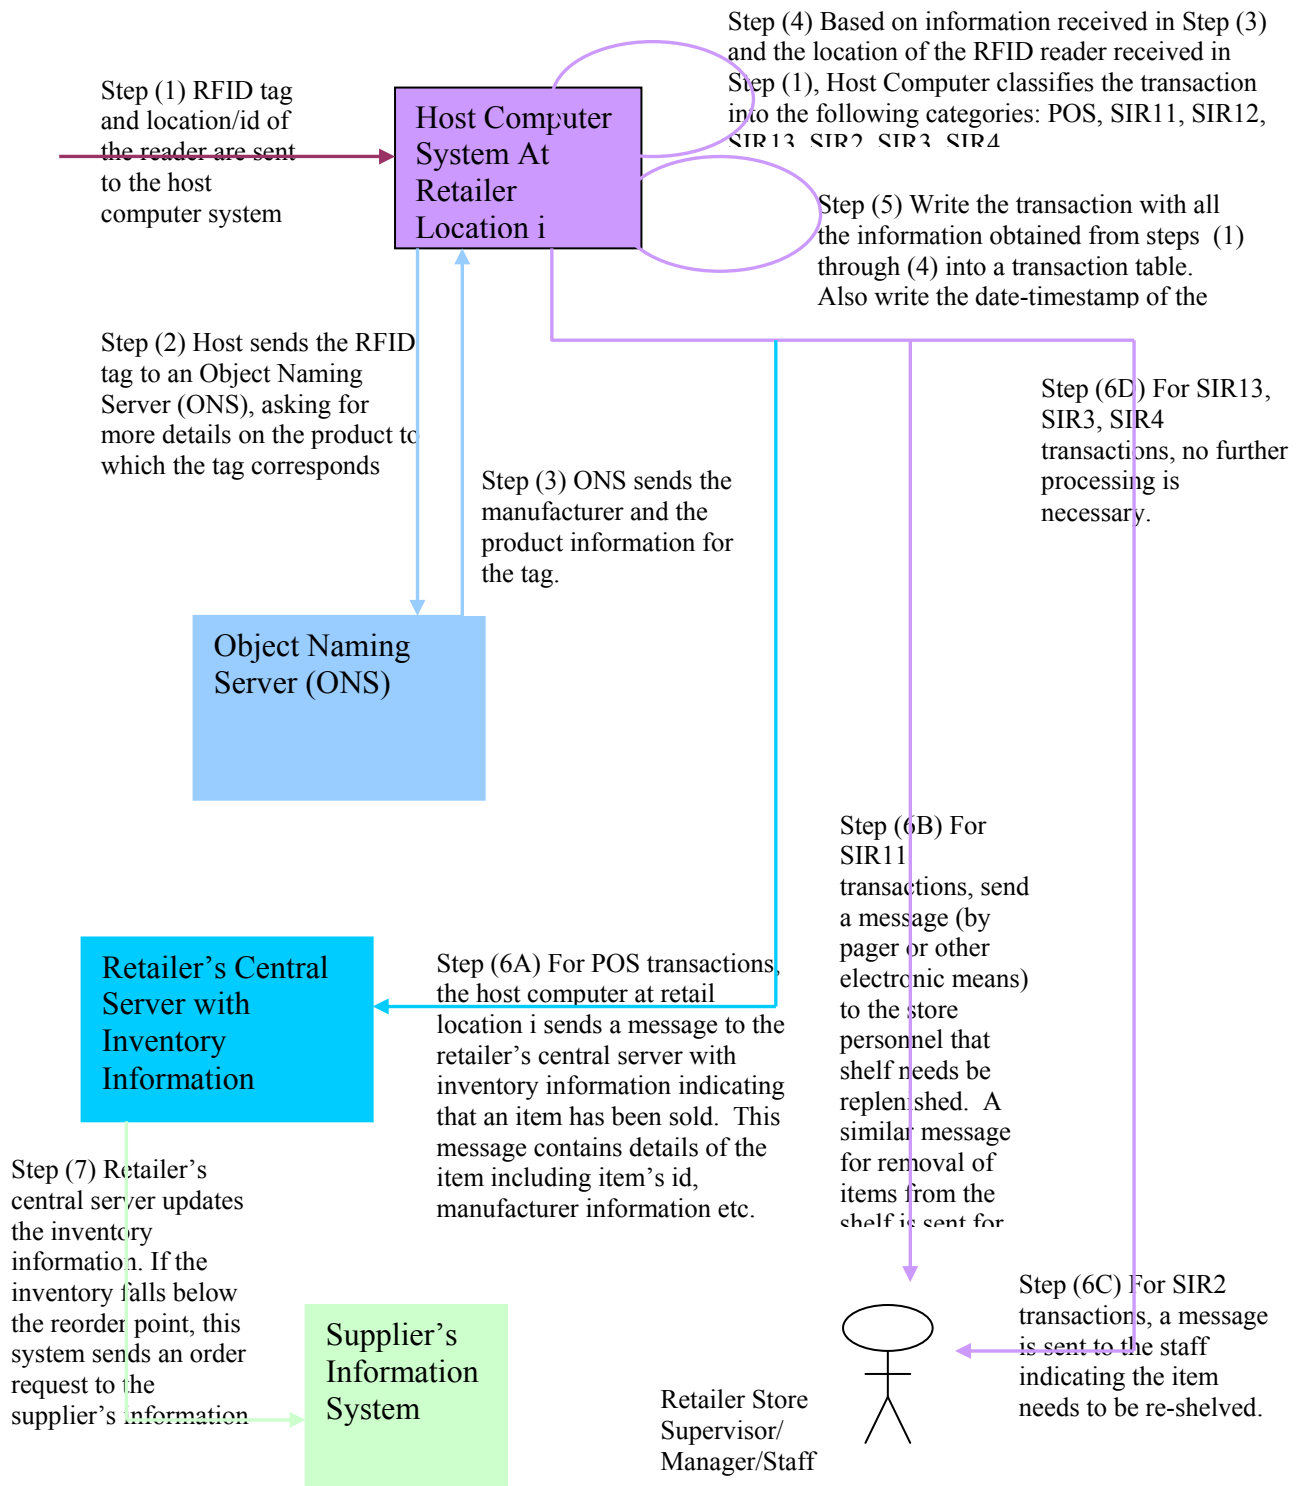 Step (1) RFID tag
and location/id of
the reader are sent
to the host
computer system
Host Computer
System At
Retailer
Location i
Step (4) Based on information received in Step (3)
and the location of the RFID reader received in
Step (1), Host Computer classifies the transaction
into the following categories: POS, SIR11, SIR12,
SIR13, SIR2, SIR3, SIR4
Step (5) Write the transaction with all
the information obtained from steps (1)
through (4) into a transaction table.
Also write the date-timestamp of the
Step (2) Host sends the RFID
tag to an Object Naming
Server (ONS), asking for
more details on the product to
which the tag corresponds
Step (3) ONS sends the
manufacturer and the
product information for
the tag.
Step (6D) For SIR13,
SIR3, SIR4
transactions, no further
processing is
necessary.
Object Naming
Server (ONS)
Step (6B) For
SIR11
transactions, send
a message (by
pager or other
electronic means)
to the store
personnel that
shelf needs be
replenished. A
similar message
for removal of
items from the
shelf is sent for
Retailer's Central
Server with
Inventory
Information
Step (6A) For POS transactions,
the host computer at retail
location i sends a message to the
retailer's central server with
inventory information indicating
that an item has been sold. This
message contains details of the
item including item's id,
manufacturer information etc.
Step (7) Retailer's
central server updates
the inventory
information. If the
inventory falls below
the reorder point, this
system sends an order
request to the
supplier's information
Supplier's
Information
System
Step (6C) For SIR2
transactions, a message
is sent to the staff
indicating the item
needs to be re-shelved.
Retailer Store
Supervisor/
Manager/Staff